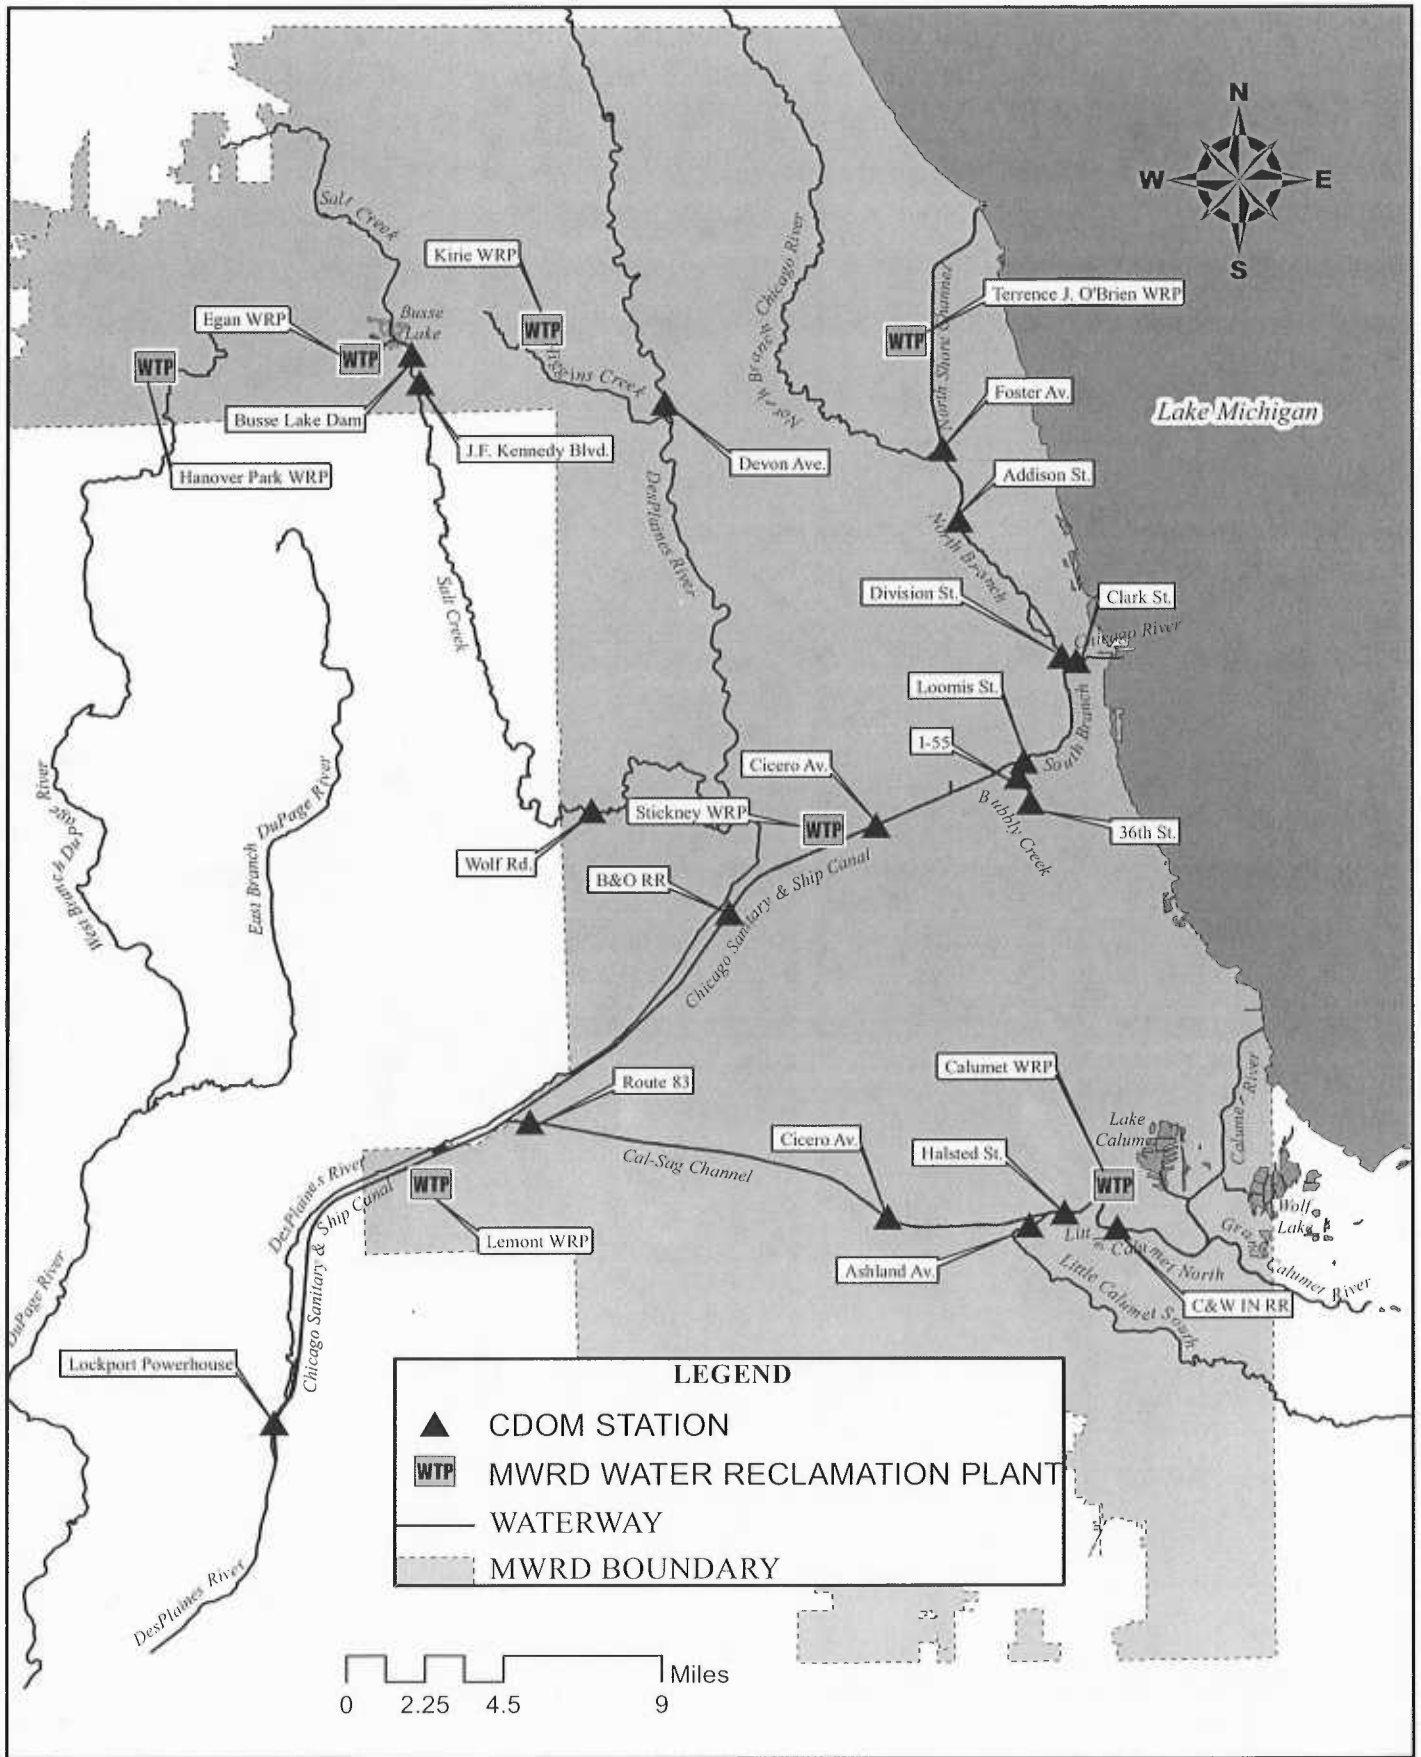 N
W
E
S
Salt Creek
Kirie WRP
North Branch Chicago River
Terrence J. O'Brien WRP
North Shore Channel
Egan WRP
Busse
Lake
WTP
WTP
WTP
WTP
Higgins Creek
Busse Lake Dam
J.F. Kennedy Blvd.
Hanover Park WRP
Devon Ave.
Foster Av.
Lake Michigan
Addison St.
DesPlaines River
North Branch
Salt Creek
Division St.
Clark St.
Chicago River
Loomis St.
South Branch
I-55
Cicero Av.
Stickney WRP
WTP
Bubbly Creek
36th St.
Wolf Rd.
B&O RR
Chicago Sanitary & Ship Canal
West Branch DuPage River
East Branch DuPage River
Route 83
Calumet WRP
Calumet River
Lake
Calumet
Cicero Av.
Halsted St.
Cal-Sag Channel
WTP
WTP
Wolf
Lake
Grand
Calumet River
DesPlaines River
Chicago Sanitary & Ship Canal
Lemont WRP
Ashland Av.
Little Calumet North
Little Calumet South
C&W IN RR
DuPage River
Lockport Powerhouse
DesPlaines River
LEGEND
CDOM STATION
WTP MWRD WATER RECLAMATION PLANT
WATERWAY
MWRD BOUNDARY
Miles
0 2.25 4.5 9